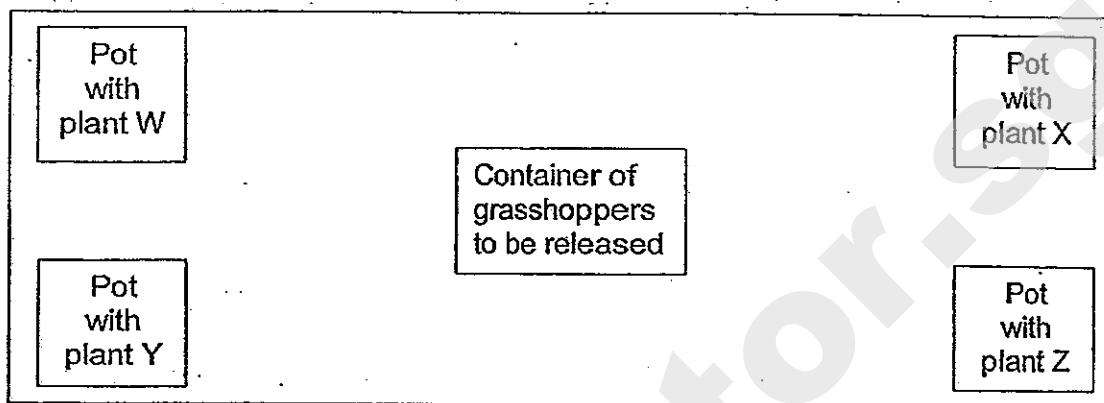 Pot
with
plant W
Pot
with
plant X
Container of
grasshoppers
to be released
Pot
with
plant Y
Pot
with
plant Z